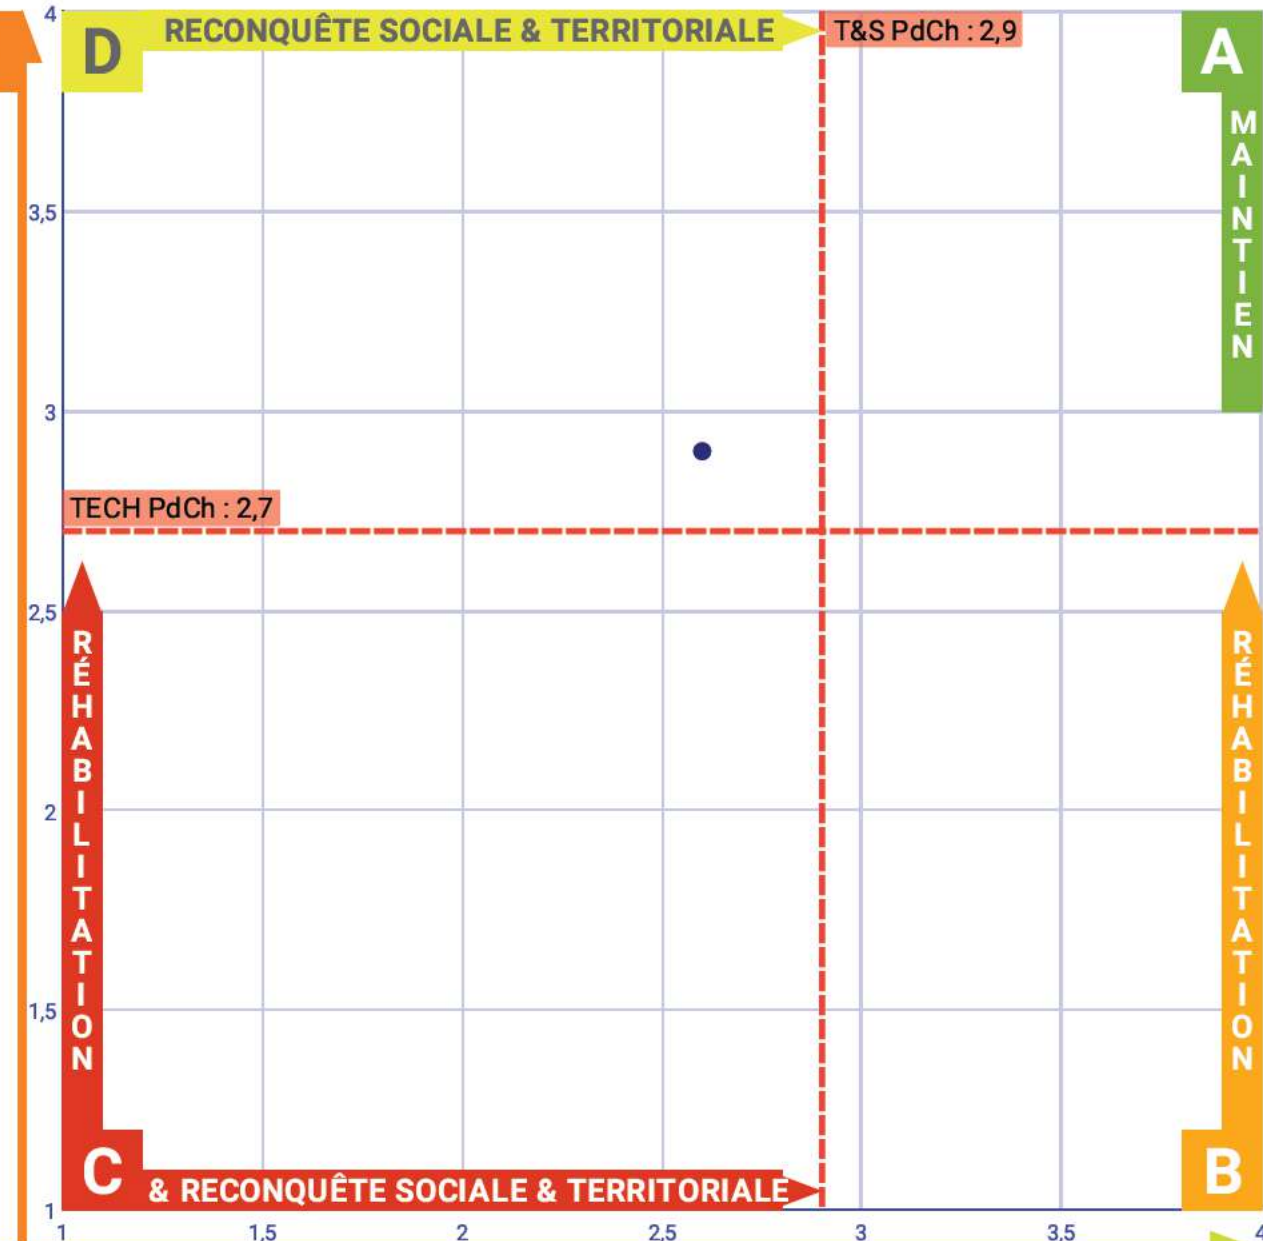 4
D
RECONQUÊTE SOCIALE & TERRITORIALE
T&S PdCh : 2,9
A
MAINTIEN
3,5
3
TECH PdCh : 2,7
2,5
RÉHABILITATION
RÉHABILITATION
2
1,5
C
& RECONQUÊTE SOCIALE & TERRITORIALE
B
1
1
1,5
2
2,5
3
3,5
4